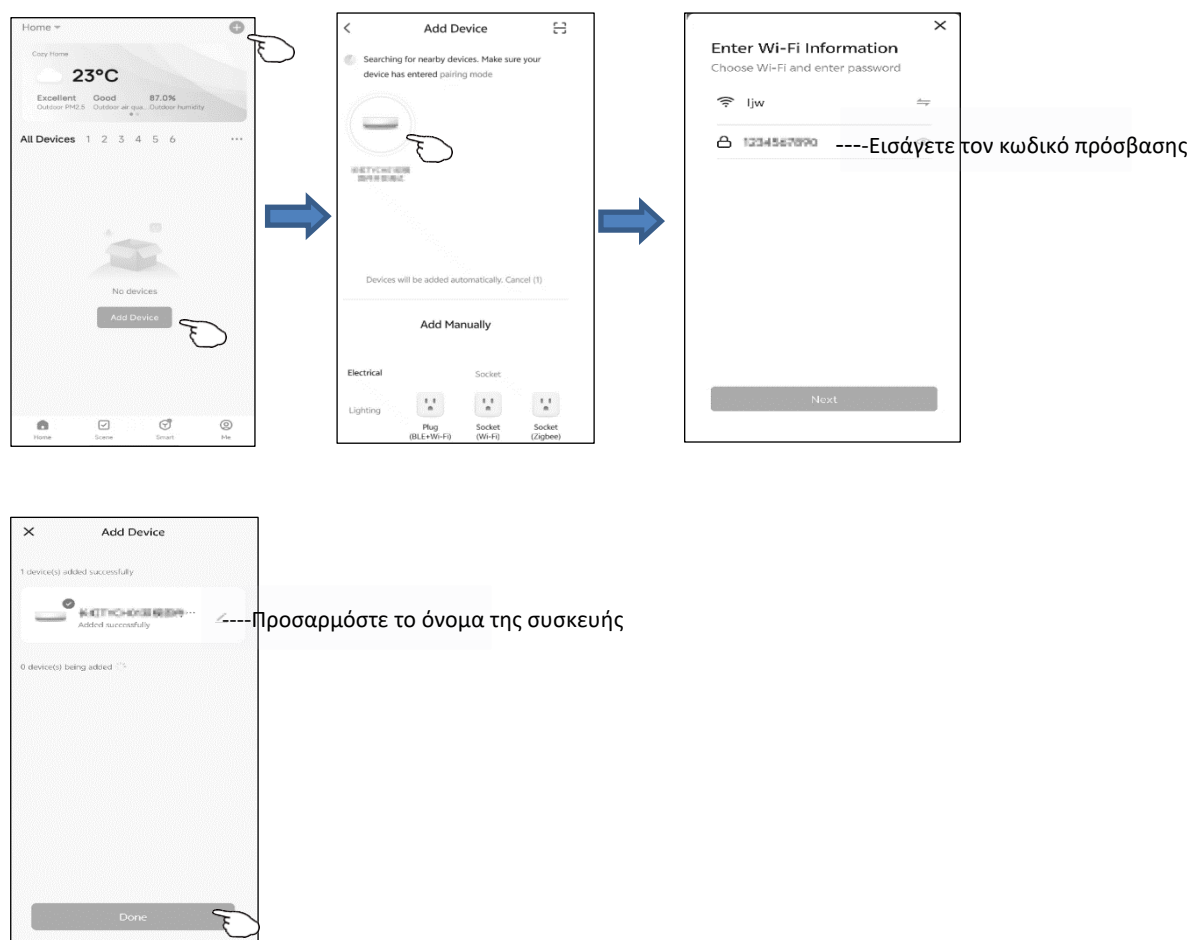 Home
Cozy Home
23°C
Excellent Good 87.0%
Outdoor PM2.5 Outdoor air qua.. Outdoor humidity
All Devices 1 2 3 4 5 6 ...
No devices
Add Device
Home Scene Smart Me
Add Device
Searching for nearby devices. Make sure your
device has entered pairing mode
Devices will be added automatically. Cancel (1)
Add Manually
Electrical Socket
Lighting
Plug Socket Socket
(BLE+Wi-Fi) (Wi-Fi) (Zigbee)
Enter Wi-Fi Information
Choose Wi-Fi and enter password
ljw
1234567890 ----Εισάγετε τον κωδικό πρόσβασης
Next
Add Device
1 device(s) added successfully
Added successfully
----Προσαρμόστε το όνομα της συσκευής
0 device(s) being added
Done